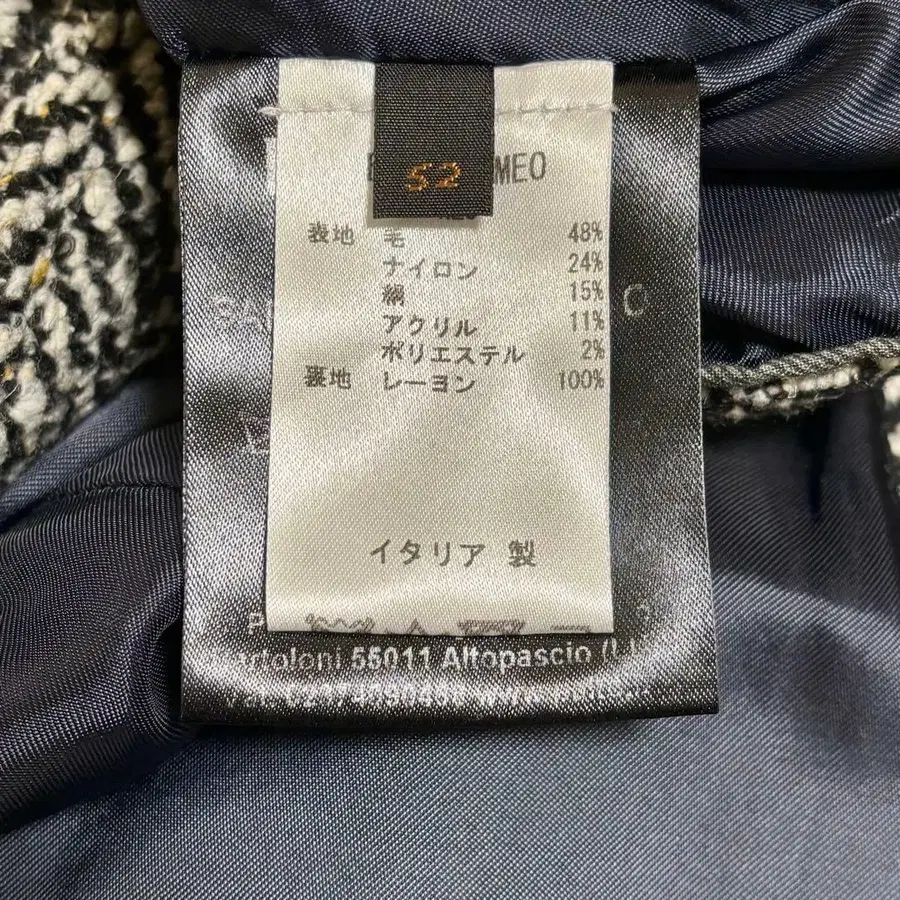 52
MEO
表地 毛 48%
ナイロン 24%
絹 15%
アクリル 11%
ポリエステル 2%
裏地 レーヨン 100%
イタリア 製
55011 Altopascio